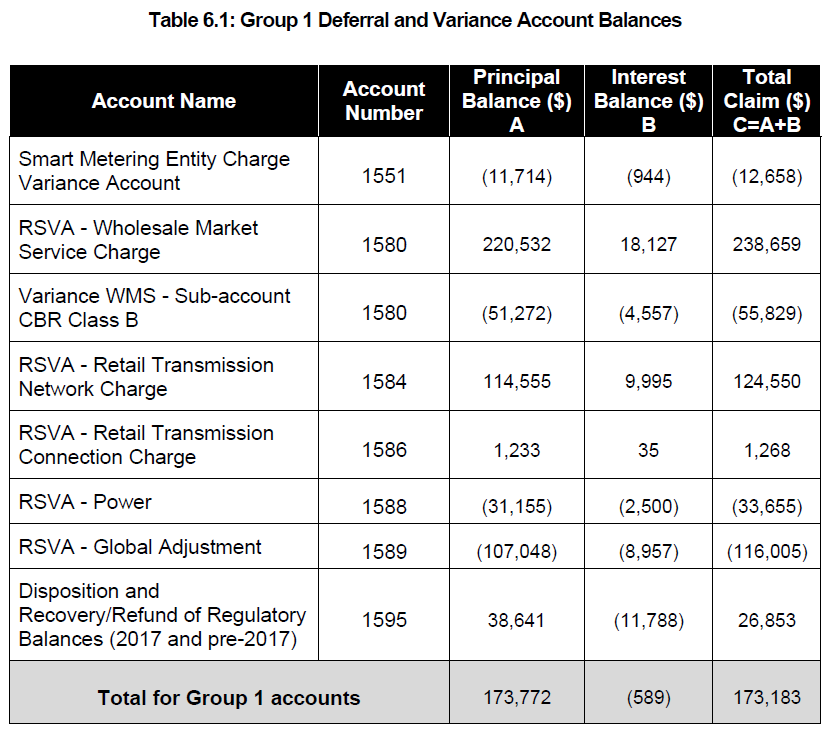 Table 6.1: Group 1 Deferral and Variance Account Balances
Account Name
Account
Number
Principal
Balance ($)
A
Interest
Balance ($)
B
Total
Claim ($)
C=A+B
Smart Metering Entity Charge
Variance Account
1551
(11,714)
(944)
(12,658)
RSVA - Wholesale Market
Service Charge
1580
220,532
18,127
238,659
Variance WMS - Sub-account
CBR Class B
1580
(51,272)
(4,557)
(55,829)
RSVA - Retail Transmission
Network Charge
1584
114,555
9,995
124,550
RSVA - Retail Transmission
Connection Charge
1586
1,233
35
1,268
RSVA - Power
1588
(31,155)
(2,500)
(33,655)
RSVA - Global Adjustment
1589
(107,048)
(8,957)
(116,005)
Disposition and
Recovery/Refund of Regulatory
Balances (2017 and pre-2017)
1595
38,641
(11,788)
26,853
Total for Group 1 accounts
173,772
(589)
173,183